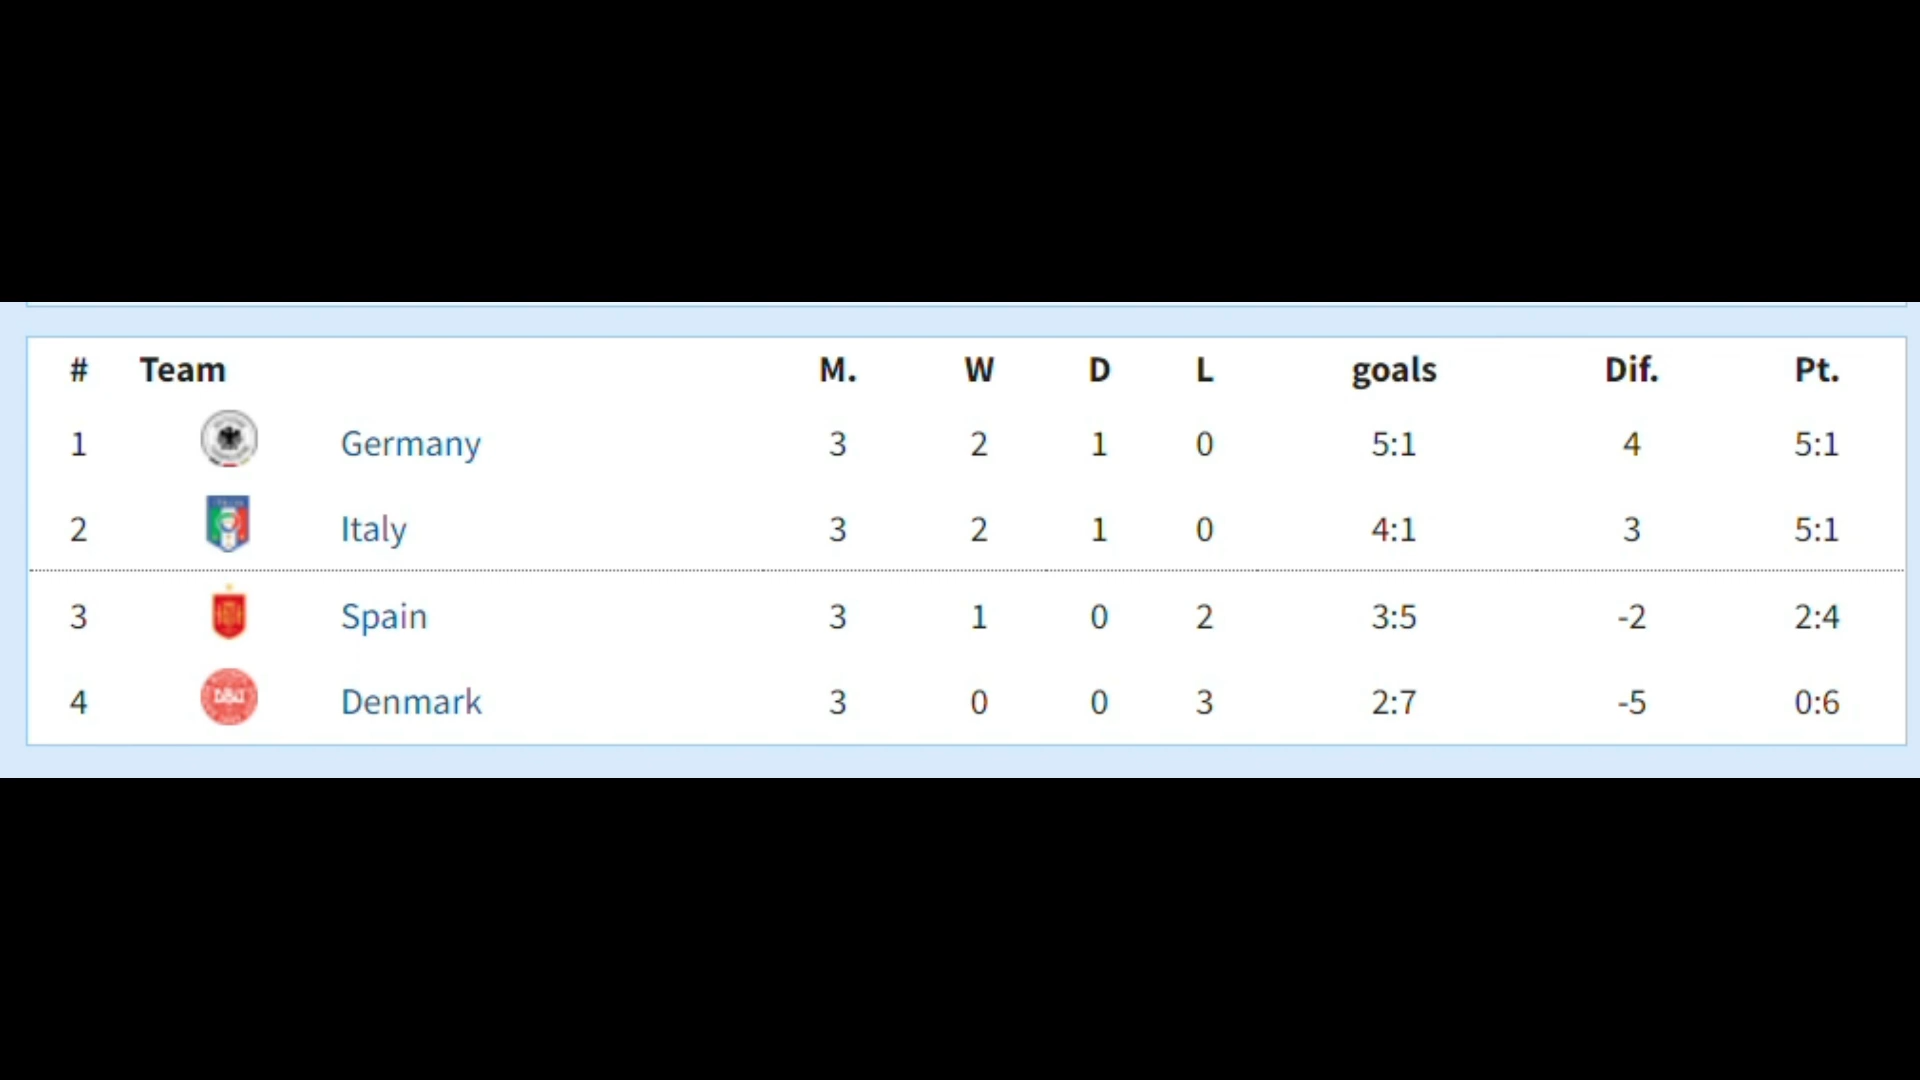 # Team M. W D L goals Dif. Pt.
1 Germany 3 2 1 0 5:1 4 5:1
2 Italy 3 2 1 0 4:1 3 5:1
3 Spain 3 1 0 2 3:5 -2 2:4
DBU
4 Denmark 3 0 0 3 2:7 -5 0:6